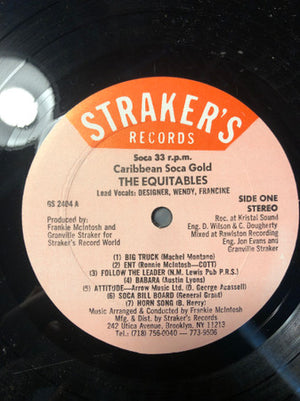 STRAKER'S
RECORDS
Soca 33 r.p.m.
Caribbean Soca Gold
THE EQUITABLES
Lead Vocals: DESIGNER, WENDY, FRANCINE
GS 2404 A
SIDE ONE
STEREO
Produced by:
Frankie McIntosh and
Granville Straker for
Straker's Record World
Rec. at Kristal Sound
Eng. D. Wilson & C. Dougherty
Mixed at Rawlston Recording
Eng. Jon Evans and
Granville Straker
1) BIG TRUCK (Machel Montano)
2) ENT (Ronnie McIntosh—COTT)
3) FOLLOW THE LEADER (N.M. Lewis Pub P.R.S.)
4) BABARA (Austin Lyons)
5) ATTITUDE—Arrow Music Ltd. (D. George Acassell)
6) SOCA BILL BOARD (General Grant)
7) HORN SONG (B. Henry)
Music Arranged & Conducted by Frankie McIntosh
Mfg. & Dist. by Straker's Records
242 Utica Avenue, Brooklyn, NY 11213
Tel: (718) 756-0040 — 773-9506